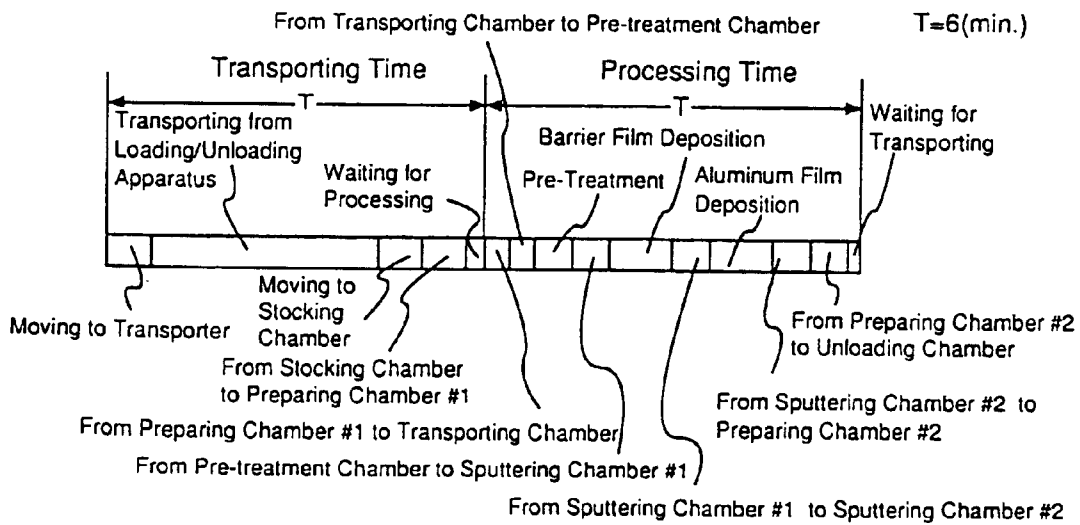 From Transporting Chamber to Pre-treatment Chamber
T=6(min.)
Transporting Time
Processing Time
T
T
Waiting for
Transporting
Transporting from
Loading/Unloading
Apparatus
Waiting for
Processing
Barrier Film Deposition
Pre-Treatment
Aluminum Film
Deposition
Moving to Transporter
Moving to
Stocking
Chamber
From Stocking Chamber
to Preparing Chamber #1
From Preparing Chamber #1 to Transporting Chamber
From Pre-treatment Chamber to Sputtering Chamber #1
From Preparing Chamber #2
to Unloading Chamber
From Sputtering Chamber #2 to
Preparing Chamber #2
From Sputtering Chamber #1 to Sputtering Chamber #2